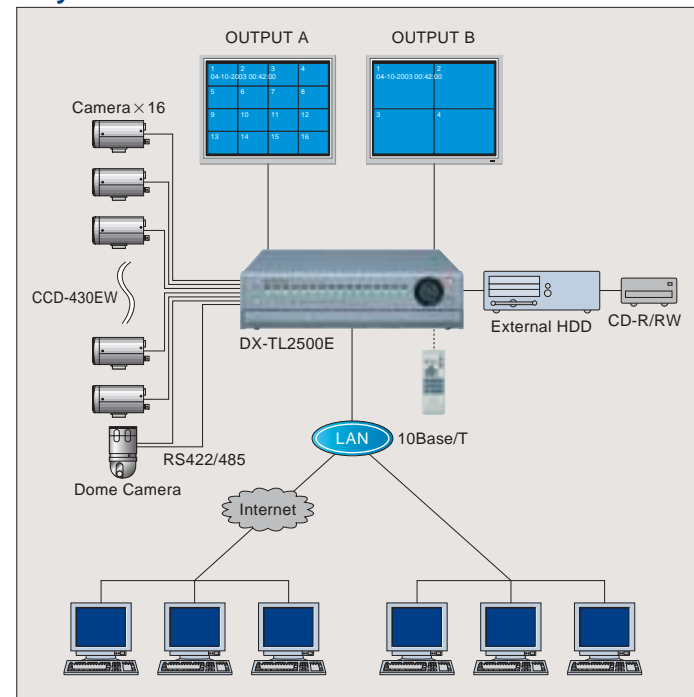 OUTPUT A
OUTPUT B
1 2 3 4
04-10-2003 00:42:00
5 6 7 8
9 10 11 12
13 14 15 16
1 2
04-10-2003 00:42:00
3 4
Camera×16
CCD-430EW
DX-TL2500E
External HDD
CD-R/RW
LAN
10Base/T
RS422/485
Dome Camera
Internet